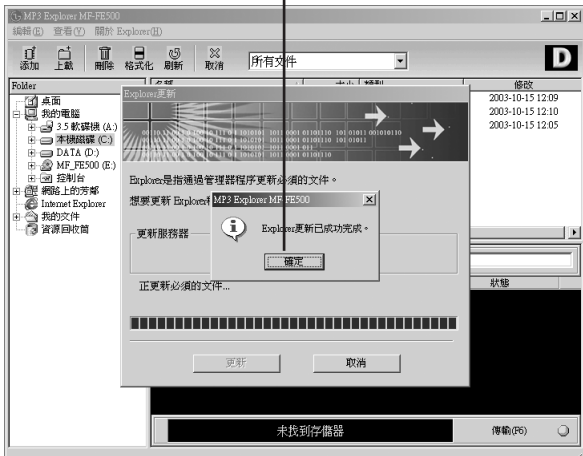 MP3 Explorer MF-FE500
編輯(E) 查看(V) 關於 Explorer(H)
添加 上載 刪除 格式化 刷新 取消 所有文件 D
Folder
名稱 大小 類型 修改
桌面
我的電腦
3.5 軟碟機 (A:)
本機磁碟 (C:)
DATA (D:)
MF_FE500 (E:)
控制台
網路上的芳鄰
Internet Explorer
我的文件
資源回收筒
2003-10-15 12:09
2003-10-15 12:10
2003-10-15 12:05
Explorer更新
Explorer是指通過管理器程序更新必須的文件。
想要更新 Explorer
更新服務器
MP3 Explorer MF-FE500
Explorer更新已成功完成。
確定
正更新必須的文件...
更新 取消
狀態
未找到存儲器 傳輸(F6)